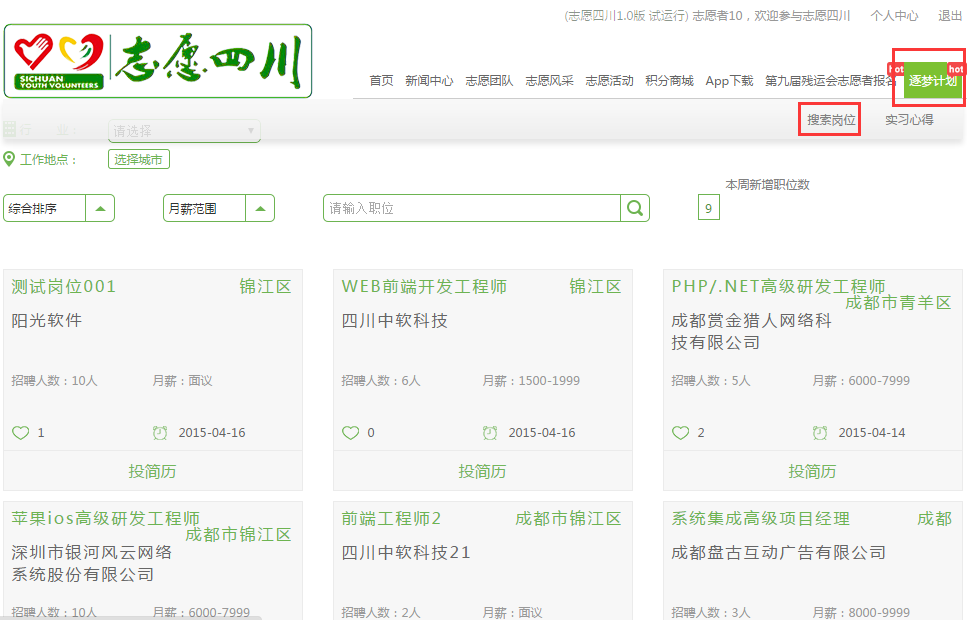 (志愿四川1.0版 试运行) 志愿者10，欢迎参与志愿四川 个人中心 退出
志愿四川
SICHUAN
YOUTH VOLUNTEERS
首页 新闻中心 志愿团队 志愿风采 志愿活动 积分商城 App下载 第九届残运会志愿者报名 hot 逐梦计划 hot
搜索岗位 实习心得
行 业： 请选择
工作地点： 选择城市
本周新增职位数
综合排序 月薪范围 请输入职位 9
测试岗位001 锦江区
阳光软件
招聘人数：10人 月薪：面议
1 2015-04-16
投简历
WEB前端开发工程师 锦江区
四川中软科技
招聘人数：6人 月薪：1500-1999
0 2015-04-16
投简历
PHP/.NET高级研发工程师
成都市青羊区
成都赏金猎人网络科
技有限公司
招聘人数：5人 月薪：6000-7999
2 2015-04-14
投简历
苹果ios高级研发工程师
成都市锦江区
深圳市银河风云网络
系统股份有限公司
招聘人数：10人 月薪：6000-7999
前端工程师2 成都市锦江区
四川中软科技21
招聘人数：2人 月薪：面议
系统集成高级项目经理 成都
成都盘古互动广告有限公司
招聘人数：3人 月薪：8000-9999